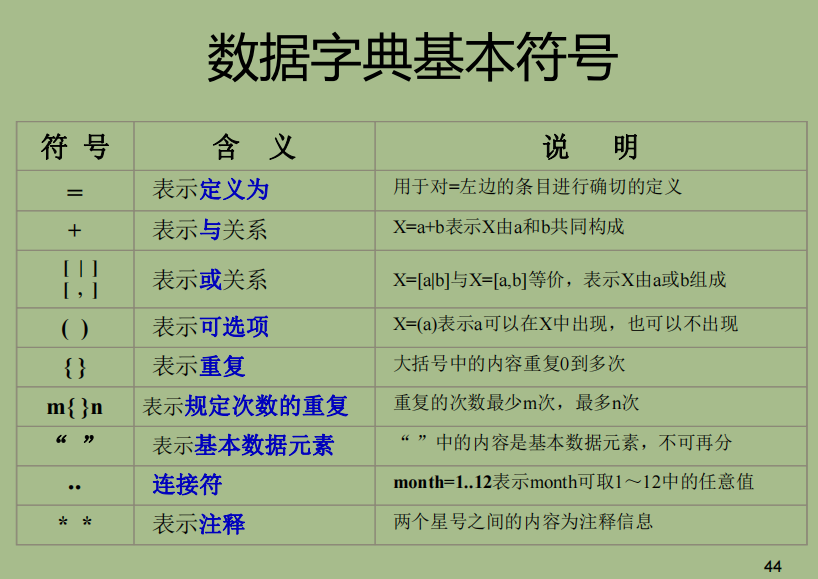 数据字典基本符号
符 号 含 义 说 明
= 表示定义为 用于对=左边的条目进行确切的定义
+ 表示与关系 X=a+b表示X由a和b共同构成
[ | ]
[ , ] 表示或关系 X=[a|b]与X=[a,b]等价，表示X由a或b组成
( ) 表示可选项 X=(a)表示a可以在X中出现，也可以不出现
{ } 表示重复 大括号中的内容重复0到多次
m{ }n 表示规定次数的重复 重复的次数最少m次，最多n次
“ ” 表示基本数据元素 “ ”中的内容是基本数据元素，不可再分
.. 连接符 month=1..12表示month可取1～12中的任意值
* * 表示注释 两个星号之间的内容为注释信息
44